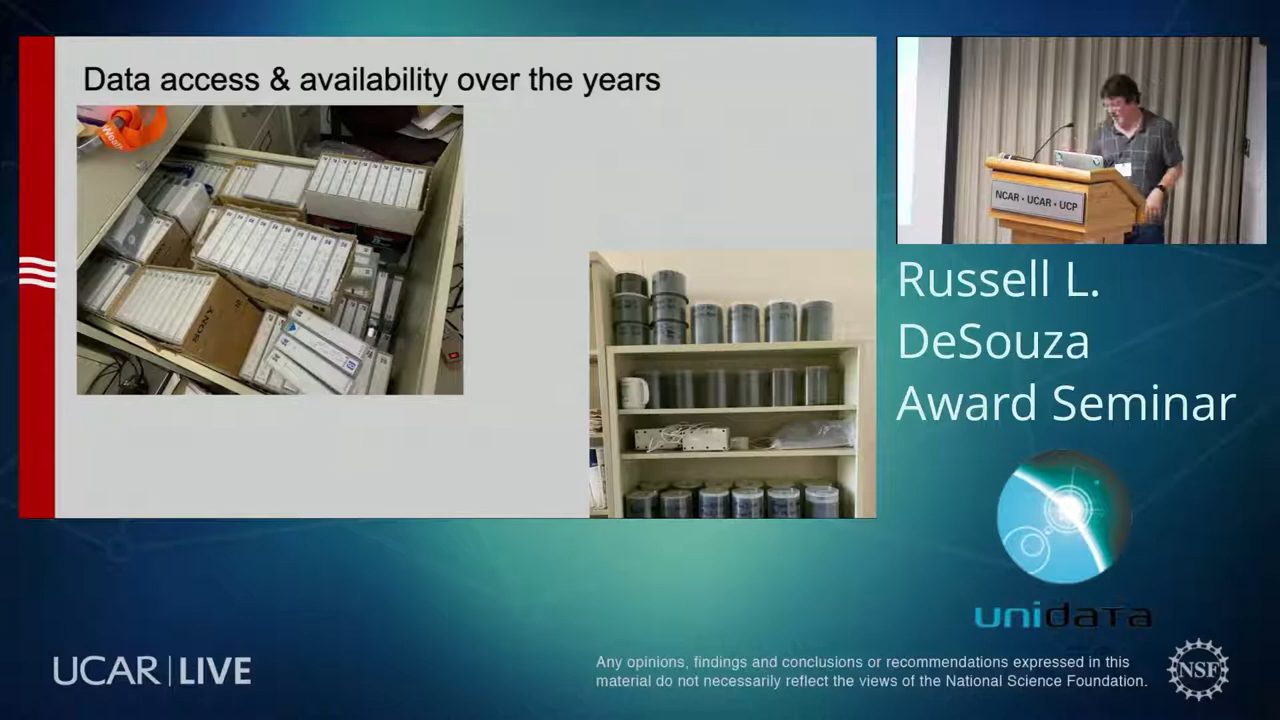 Data access & availability over the years
SONY
NCAR • UCAR • UCP
Russell L.
DeSouza
Award Seminar
unidata
UCAR | LIVE
Any opinions, findings and conclusions or recommendations expressed in this
material do not necessarily reflect the views of the National Science Foundation.
NSF